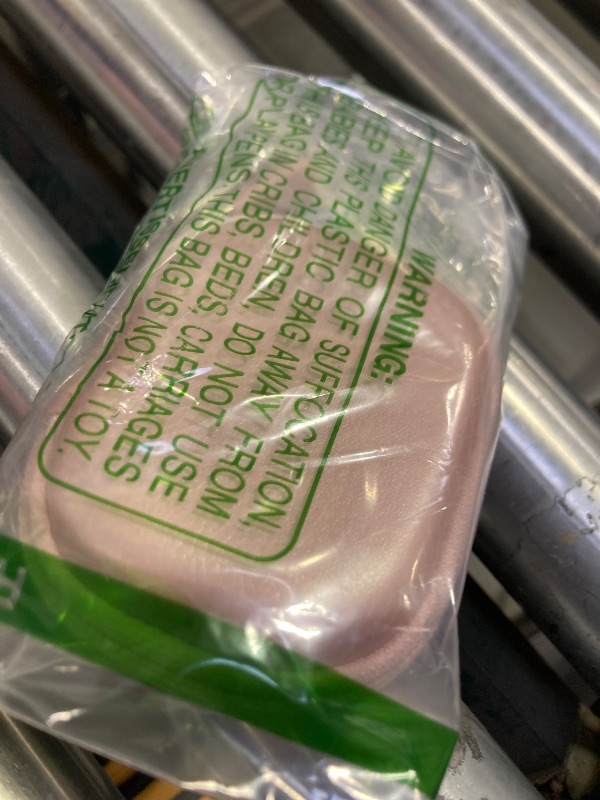 WARNING:
AVOID DANGER OF SUFFOCATION,
KEEP THIS PLASTIC BAG AWAY FROM
BABIES AND CHILDREN, DO NOT USE
THIS BAG IN CRIBS, BEDS, CARRIAGES
OR PLAYPENS. THIS BAG IS NOT A TOY.